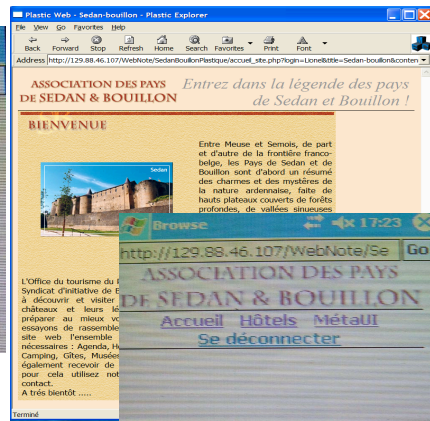 Plastic Web - Sedan-bouillon - Plastic Explorer
File View Go Favorites Help
Back Forward Stop Refresh Home Search Favorites Print Font
Address http://129.88.46.107/WebNote/SedanBouillonPlastique/accueil_site.php?login=Lionel&title=Sedan-bouillon&conten
ASSOCIATION DES PAYS
DE SEDAN & BOUILLON
Entrez dans la légende des pays
de Sedan et Bouillon !
BIENVENUE
Sedan
Entre Meuse et Semois, de part
et d'autre de la frontière franco-
belge, les Pays de Sedan et de
Bouillon sont d'abord un résumé
des charmes et des mystères de
la nature ardennaise, faite de
hauts plateaux couverts de forêts
profondes, de vallées sinueuses
L'Office du tourisme du
Syndicat d'initiative de B
à découvrir et visiter
châteaux et leurs lé
préparer au mieux vo
essayons de rassemble
site web l'ensemble
nécessaires : Agenda, H
Camping, Gîtes, Musées
également recevoir de
pour cela utilisez not
contact.
A trés bientôt .....
Terminé
Browse 17:23
http://129.88.46.107/WebNote/Se Go
ASSOCIATION DES PAYS
DE SEDAN & BOUILLON
Accueil Hôtels MétaUI
Se déconnecter